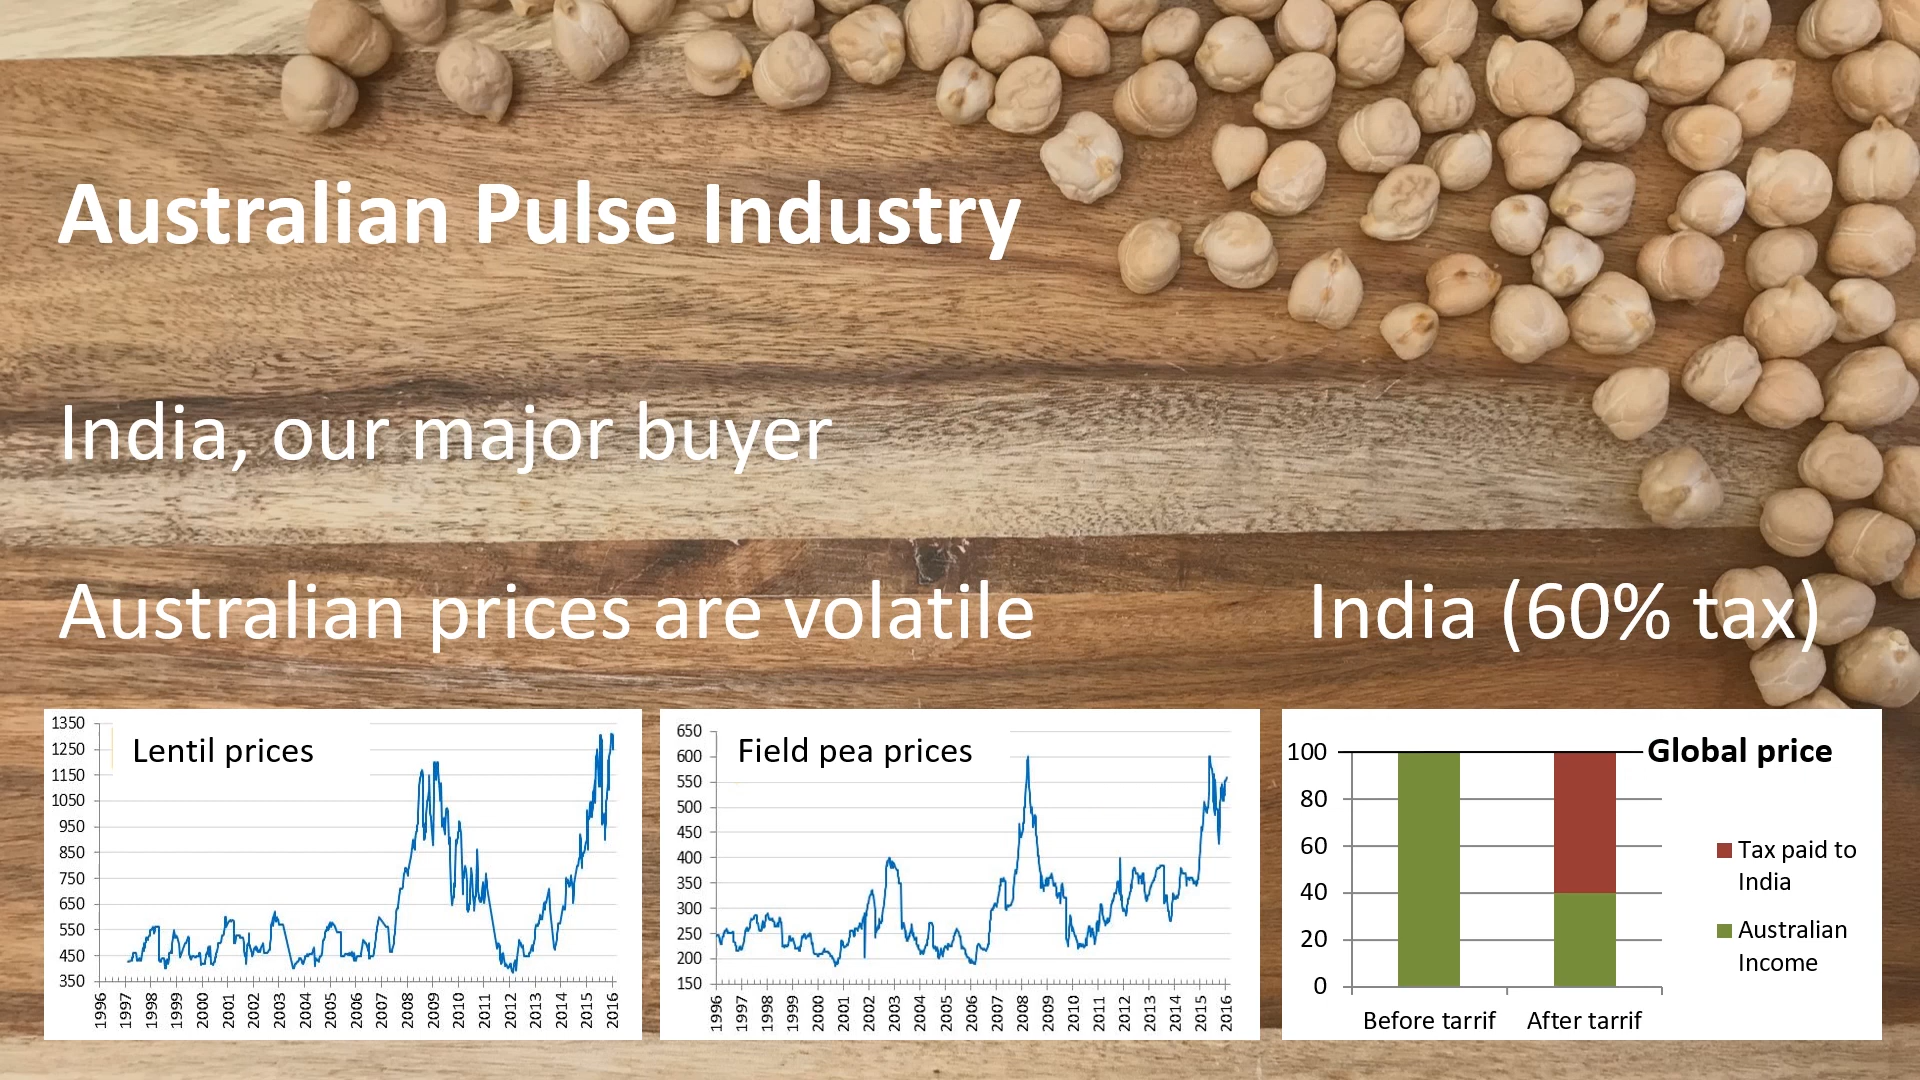 Australian Pulse Industry
India, our major buyer
Australian prices are volatile
India (60% tax)
Lentil prices
1350
1250
1150
1050
950
850
750
650
550
450
350
1996 1997 1998 1999 2000 2001 2002 2003 2004 2005 2006 2007 2008 2009 2010 2011 2012 2013 2014 2015 2016
Field pea prices
650
600
550
500
450
400
350
300
250
200
150
1996 1997 1998 1999 2000 2001 2002 2003 2004 2005 2006 2007 2008 2009 2010 2011 2012 2013 2014 2015 2016
Global price
100
80
60
40
20
0
Before tarrif After tarrif
Tax paid to
India
Australian
Income